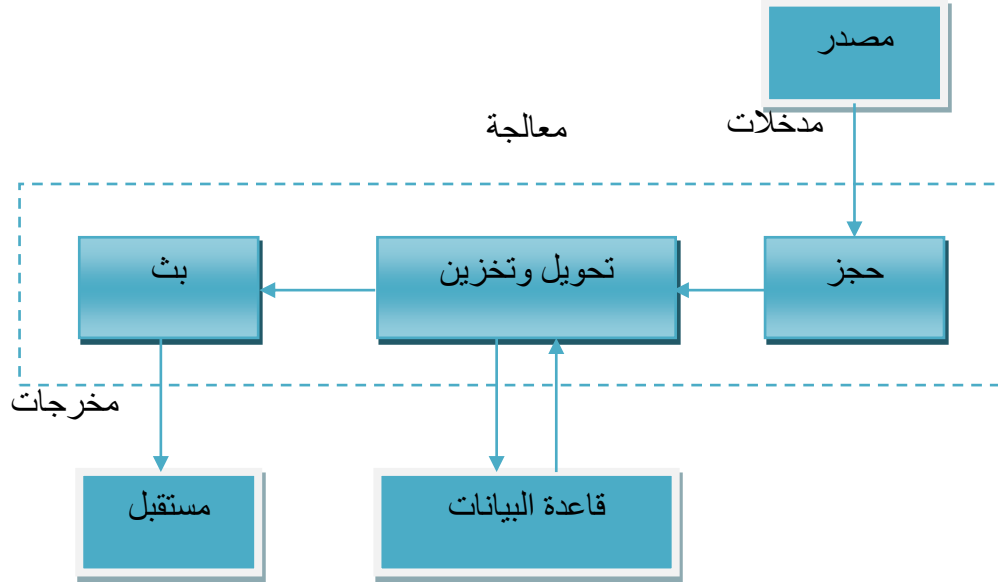 مصدر
مدخلات
معالجة
حجز
تحويل وتخزين
بث
مخرجات
قاعدة البيانات
مستقبل